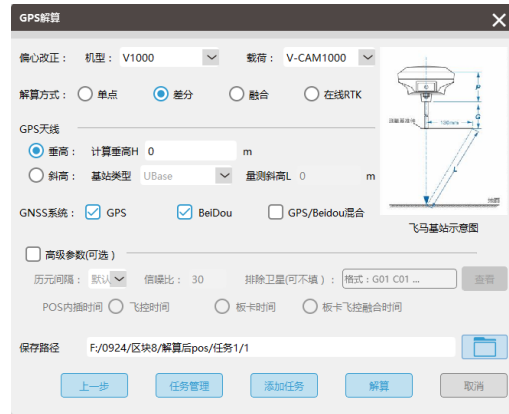 GPS解算
偏心改正： 机型： V1000 载荷： V-CAM1000
解算方式： 单点 差分 融合 在线RTK
GPS天线
垂高： 计算垂高H 0 m
斜高： 基站类型 UBase 量测斜高L 0 m
P
G
100mm
H
L
地面
飞马基站示意图
GNSS系统： GPS BeiDou GPS/Beidou混合
高级参数(可选)
历元间隔： 默认 信噪比： 30 排除卫星(可不填)： 格式：G01 C01 ... 查看
POS内插时间 飞控时间 板卡时间 板卡飞控融合时间
保存路径 F:/0924/区块8/解算后pos/任务1/1
上一步 任务管理 添加任务 解算 取消